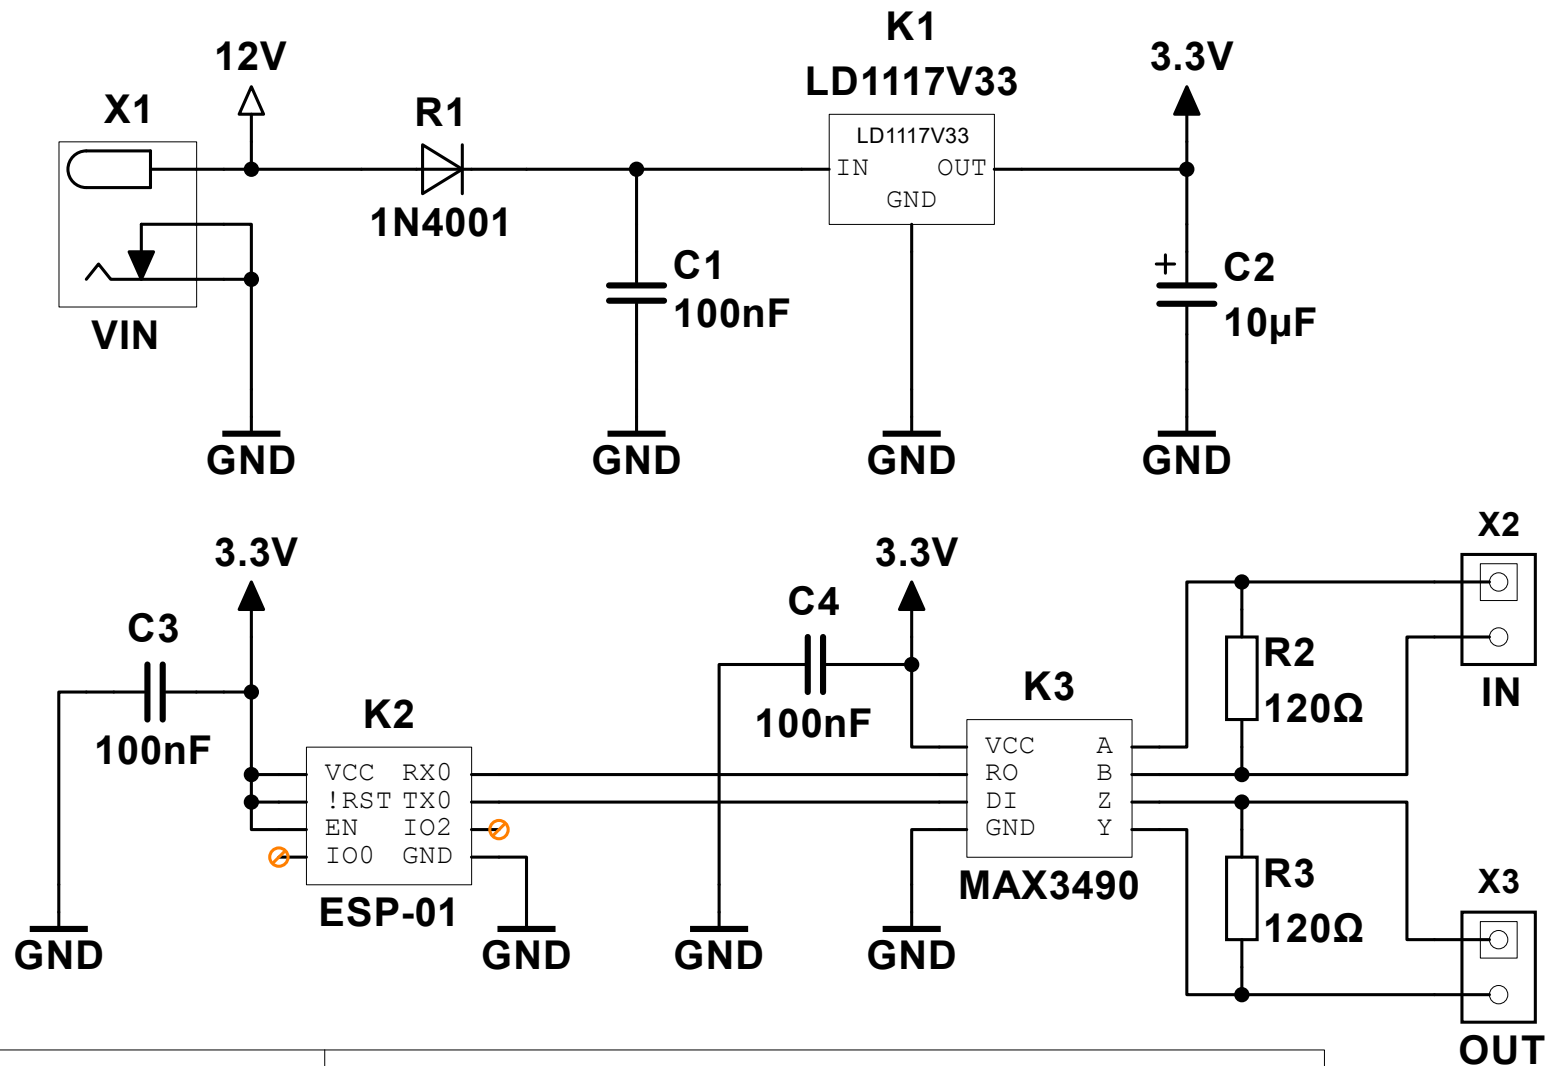 K1
12V
LD1117V33
3.3V
X1
R1
LD1117V33
IN OUT
GND
1N4001
C1
100nF
C2
10µF
+
VIN
GND
GND
GND
GND
X2
3.3V
3.3V
C4
C3
R2
120Ω
K3
IN
K2
100nF
100nF
VCC A
RO B
DI Z
GND Y
VCC RX0
!RST TX0
EN IO2
IO0 GND
MAX3490
R3
120Ω
X3
ESP-01
GND
GND
GND
GND
OUT